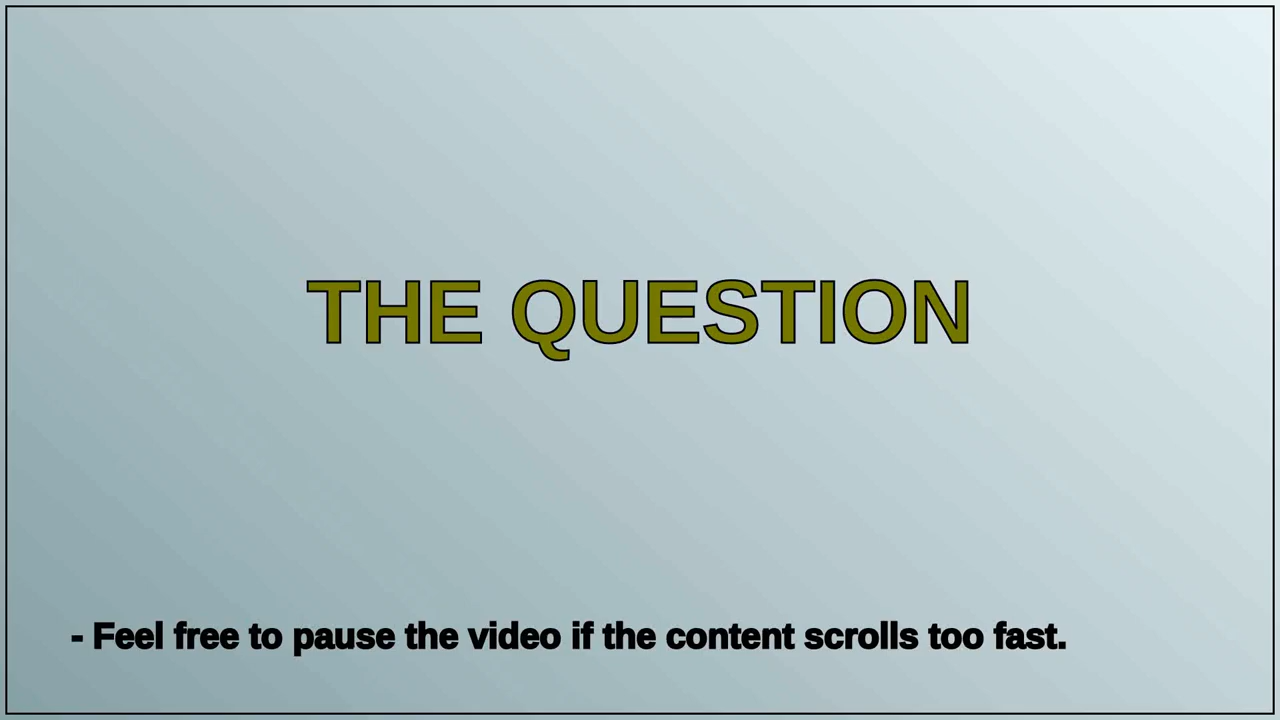 THE QUESTION
- Feel free to pause the video if the content scrolls too fast.